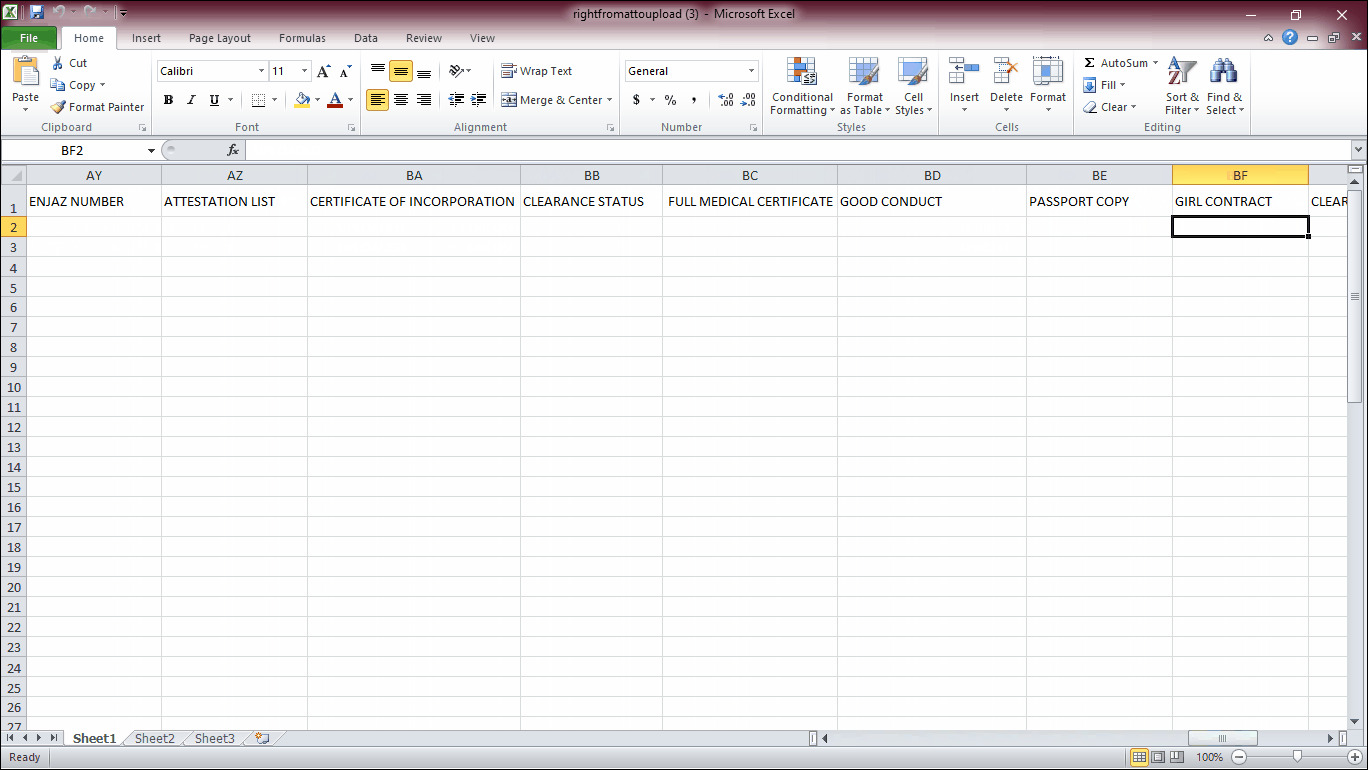 rightfromattoupload (3) - Microsoft Excel
File Home Insert Page Layout Formulas Data Review View
Paste Cut Copy Format Painter Calibri 11 B I U Wrap Text Merge & Center General $ % , Conditional Formatting Format as Table Cell Styles Insert Delete Format Σ AutoSum Fill Clear Sort & Filter Find & Select
Clipboard Font Alignment Number Styles Cells Editing
BF2 fx
AY AZ BA BB BC BD BE BF
1 ENJAZ NUMBER ATTESTATION LIST CERTIFICATE OF INCORPORATION CLEARANCE STATUS FULL MEDICAL CERTIFICATE GOOD CONDUCT PASSPORT COPY GIRL CONTRACT CLEAR
2
3
4
5
6
7
8
9
10
11
12
13
14
15
16
17
18
19
20
21
22
23
24
25
26
27
Sheet1 Sheet2 Sheet3
Ready 100%